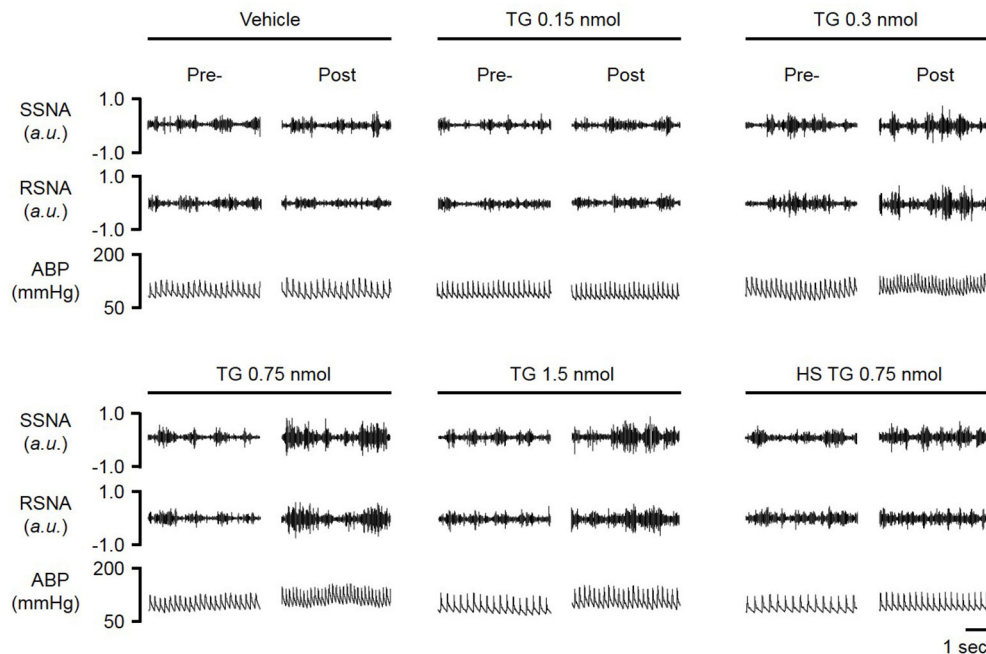 Vehicle TG 0.15 nmol TG 0.3 nmol
Pre- Post Pre- Post Pre- Post
SSNA
(a.u.)
1.0
-1.0
RSNA
(a.u.)
1.0
-1.0
ABP
(mmHg)
200
50
TG 0.75 nmol TG 1.5 nmol HS TG 0.75 nmol
SSNA
(a.u.)
1.0
-1.0
RSNA
(a.u.)
1.0
-1.0
ABP
(mmHg)
200
50
1 sec